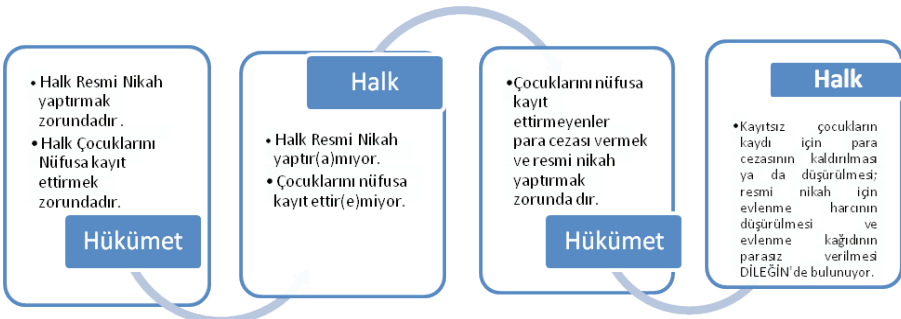 • Halk Resmi Nikah
yaptırmak
zorundadır .
• Halk Çocuklarını
Nüfusa kayıt
ettirmek
zorundadır.
Hükümet
Halk
• Halk Resmi Nikah
yaptır(a)mıyor.
• Çocuklarını nüfusa
kayıt ettir(e)miyor.
•Çocuklarını nüfusa
kayıt
ettirmeyenler
para cezası vermek
ve resmi nikah
yaptırmak
zorunda dır.
Hükümet
Halk
•Kayıtsız çocukların
kaydı için para
cezasının kaldırılması
ya da düşürülmesi;
resmi nikah için
evlenme harcının
düşürülmesi ve
evlenme kağıdının
parasız verilmesi
DİLEĞİN'de bulunuyor.